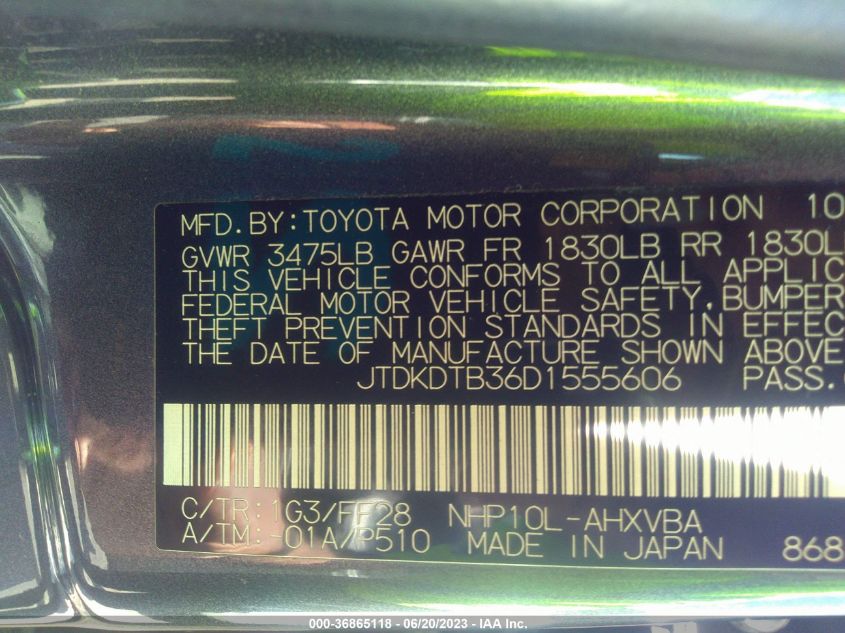 MFD.BY:TOYOTA MOTOR CORPORATION 10
GVWR 3475LB GAWR FR 1830LB RR 1830L
THIS VEHICLE CONFORMS TO ALL APPLIC
FEDERAL MOTOR VEHICLE SAFETY,BUMPER
THEFT PREVENTION STANDARDS IN EFFEC
THE DATE OF MANUFACTURE SHOWN ABOVE
JTDKDTB36D1555606 PASS.
C/TR:1G3/FF28 NHP10L-AHXVBA
A/TM:-01A/P510 MADE IN JAPAN 868
000-36865118 - 06/20/2023 - IAA Inc.